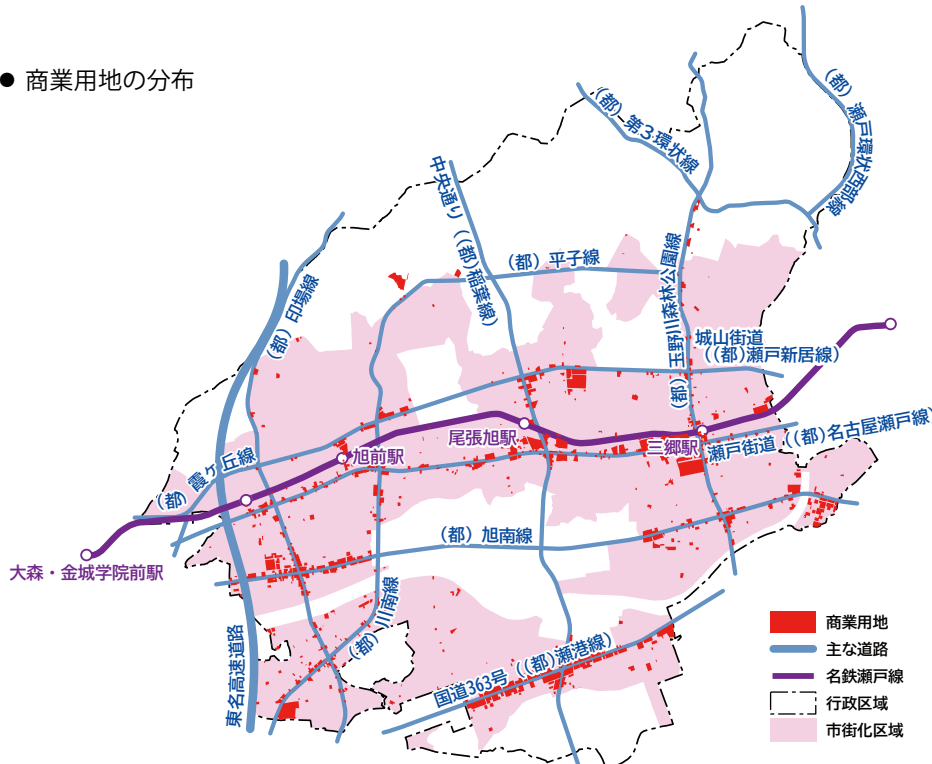 ● 商業用地の分布
(都) 第3環状線
(都) 瀬戸環状西部線
中央通り ((都)稲葉線)
(都) 平子線
(都) 玉野川森林公園線
(都) 印場線
城山街道
((都)瀬戸新居線)
尾張旭駅
三郷駅
瀬戸街道 ((都)名古屋瀬戸線)
旭前駅
(都) 霞ヶ丘線
(都) 旭南線
大森・金城学院前駅
(都) 川南線
東名高速道路
国道363号 ((都)瀬港線)
商業用地
主な道路
名鉄瀬戸線
行政区域
市街化区域